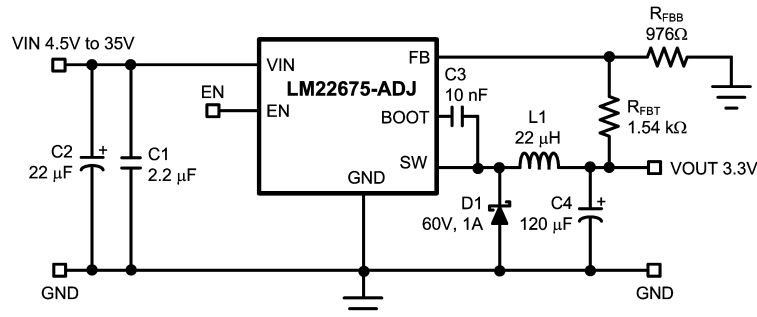 RFBB
976Ω
VIN 4.5V to 35V
FB
VIN
C3
LM22675-ADJ
10 nF
EN
EN
L1
RFBT
BOOT
22 μH
1.54 kΩ
C2
+
C1
SW
VOUT 3.3V
22 μF
2.2 μF
GND
D1
C4
+
60V, 1A
120 μF
GND
GND